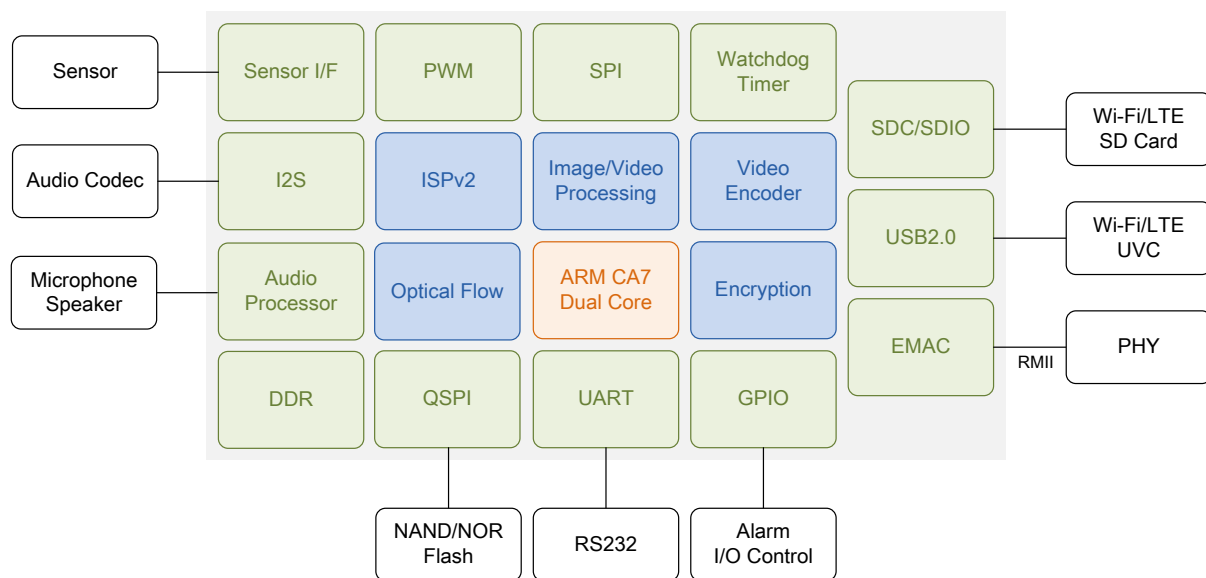 Sensor
Sensor I/F
PWM
SPI
Watchdog
Timer
SDC/SDIO
Wi-Fi/LTE
SD Card
Audio Codec
I2S
ISPv2
Image/Video
Processing
Video
Encoder
USB2.0
Wi-Fi/LTE
UVC
Microphone
Speaker
Audio
Processor
Optical Flow
ARM CA7
Dual Core
Encryption
EMAC
RMII
PHY
DDR
QSPI
UART
GPIO
NAND/NOR
Flash
RS232
Alarm
I/O Control